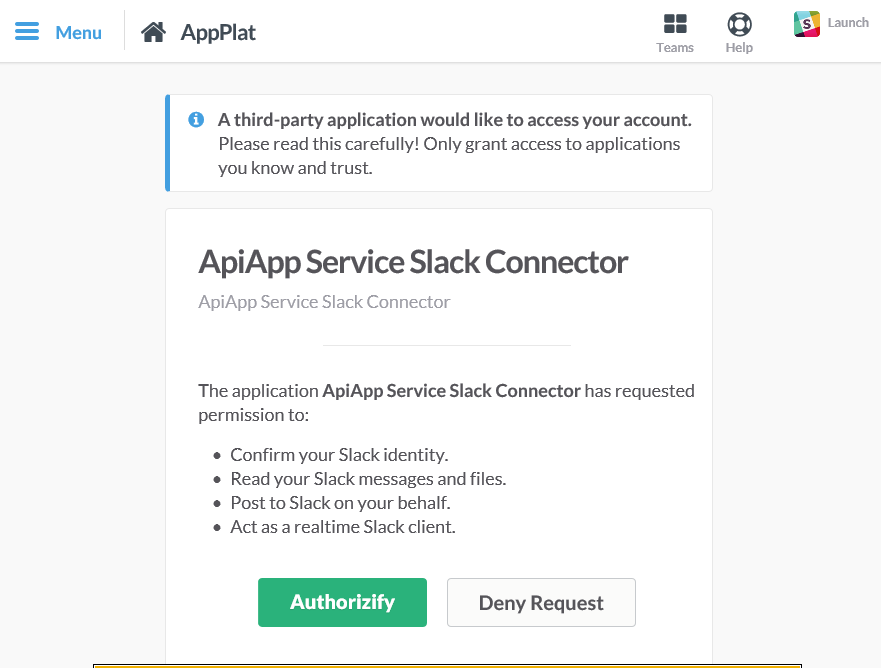 Menu
AppPlat
Teams
Help
S
Launch
A third-party application would like to access your account.
Please read this carefully! Only grant access to applications
you know and trust.
ApiApp Service Slack Connector
ApiApp Service Slack Connector
The application ApiApp Service Slack Connector has requested
permission to:
• Confirm your Slack identity.
• Read your Slack messages and files.
• Post to Slack on your behalf.
• Act as a realtime Slack client.
Authorizify
Deny Request